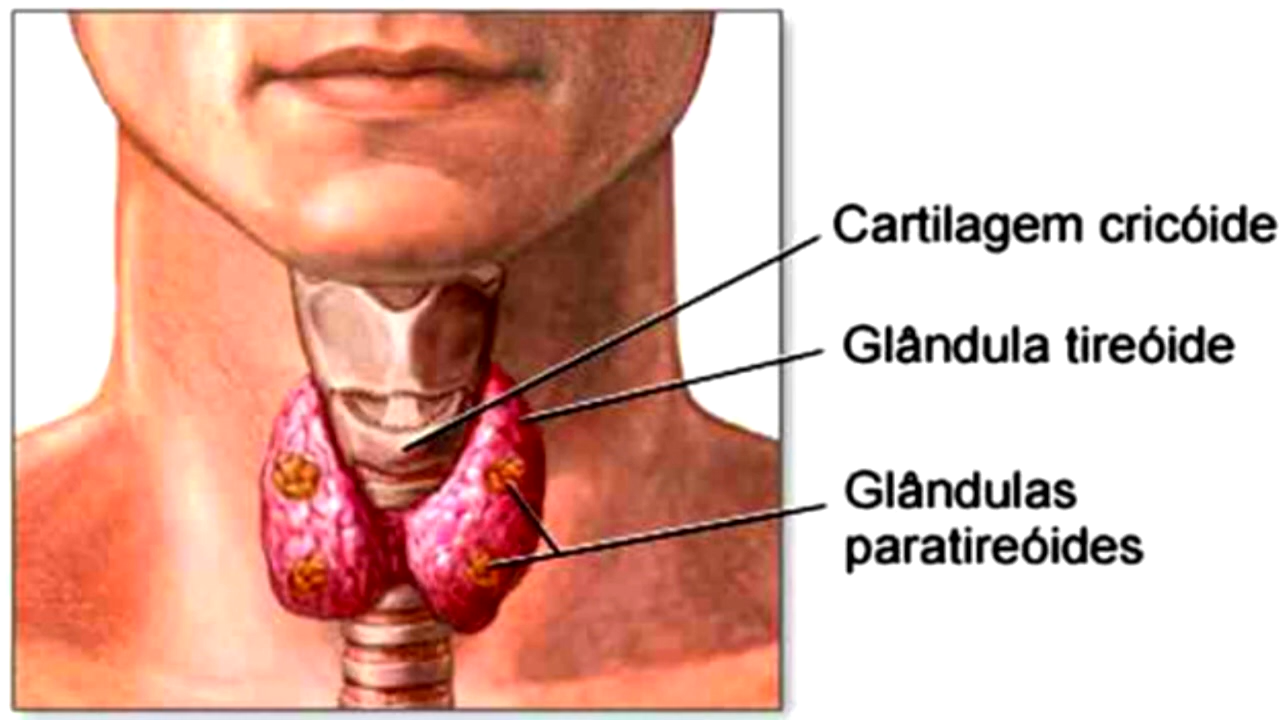 Cartilagem cricóide
Glândula tireóide
Glândulas
paratireóides